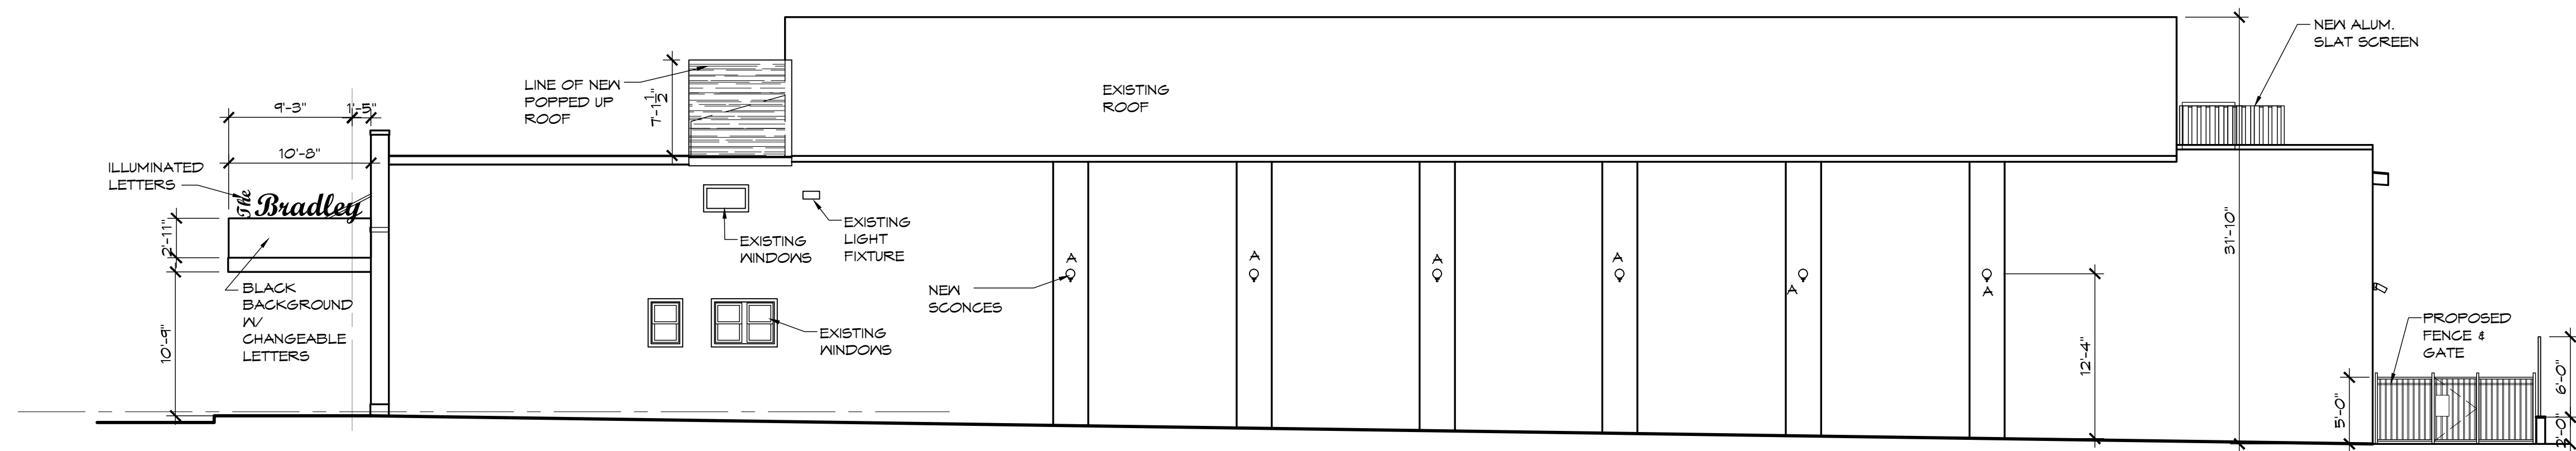 NEW ALUM.
SLAT SCREEN
LINE OF NEW
POPPED UP
ROOF
7'-1 1/2"
EXISTING
ROOF
9'-3"
1'-5"
10'-8"
ILLUMINATED
LETTERS
The
Bradley
2'-11"
10'-9"
BLACK
BACKGROUND
W/
CHANGEABLE
LETTERS
EXISTING
WINDOWS
EXISTING
LIGHT
FIXTURE
EXISTING
WINDOWS
NEW
SCONCES
A
A
A
A
A
A
12'-4"
31'-10"
PROPOSED
FENCE &
GATE
5'-0"
6'-0"
2'-0"